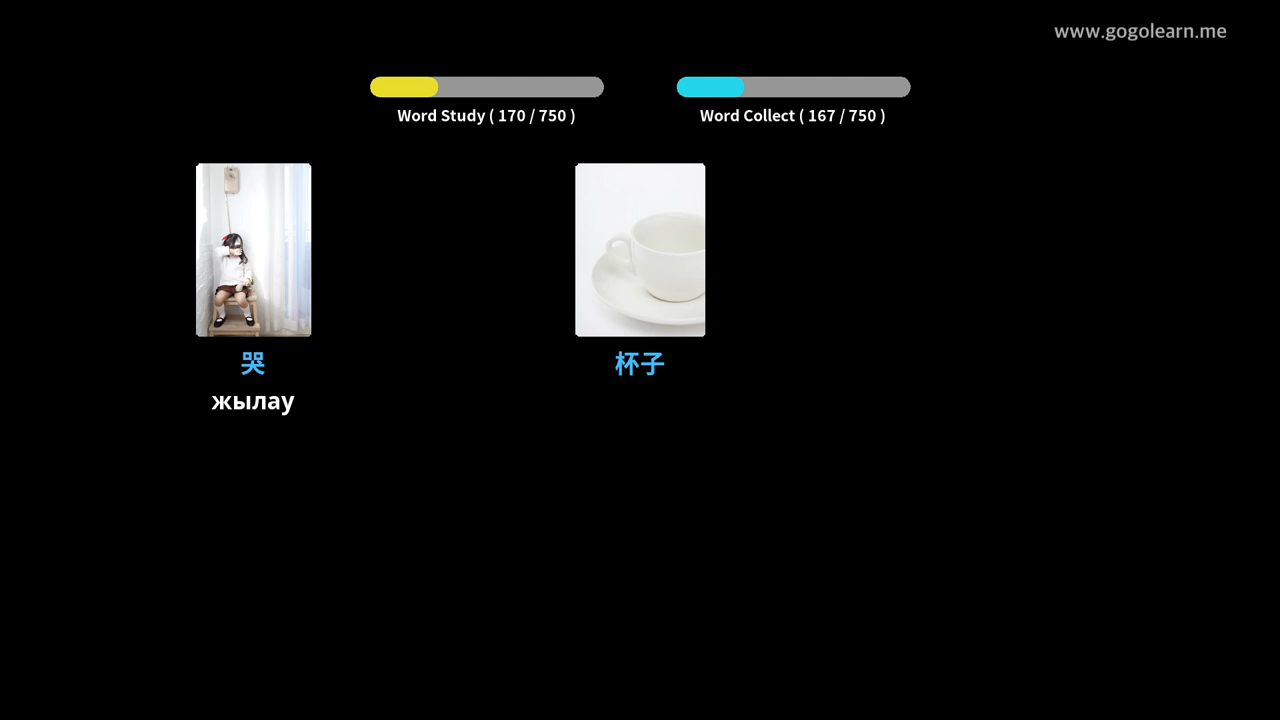 www.gogolearn.me
Word Study ( 170 / 750 )
Word Collect ( 167 / 750 )
哭
жылау
杯子